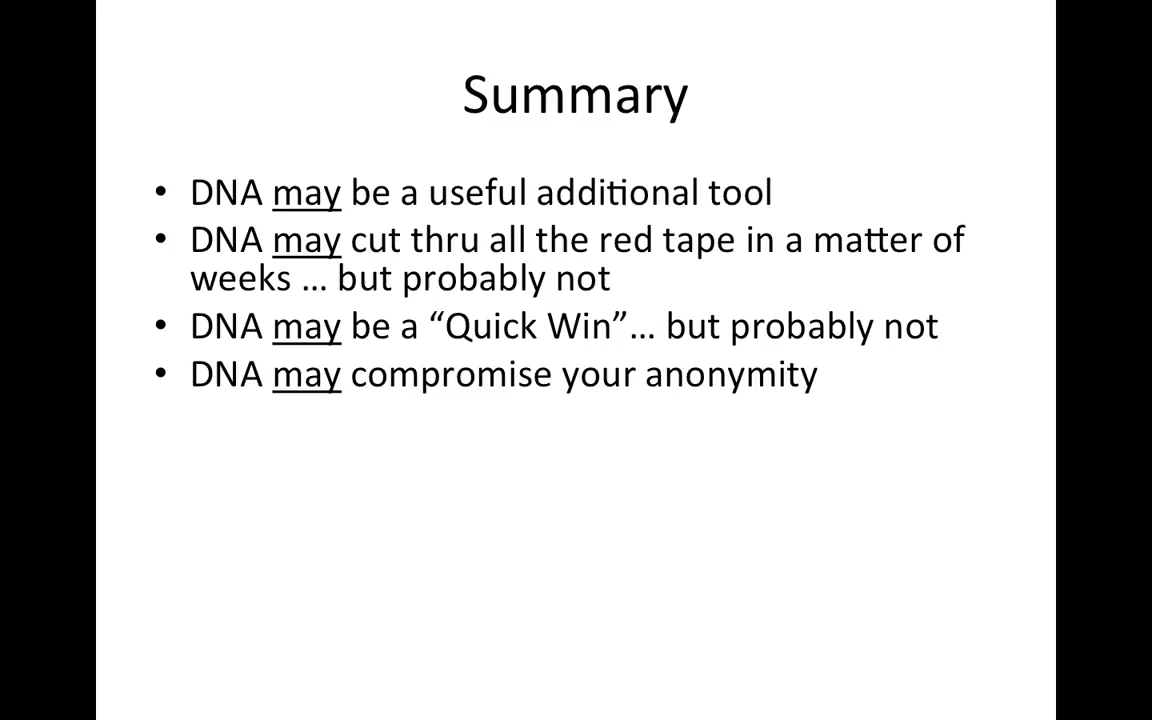 Summary
• DNA may be a useful additional tool
• DNA may cut thru all the red tape in a matter of
weeks … but probably not
• DNA may be a “Quick Win”… but probably not
• DNA may compromise your anonymity